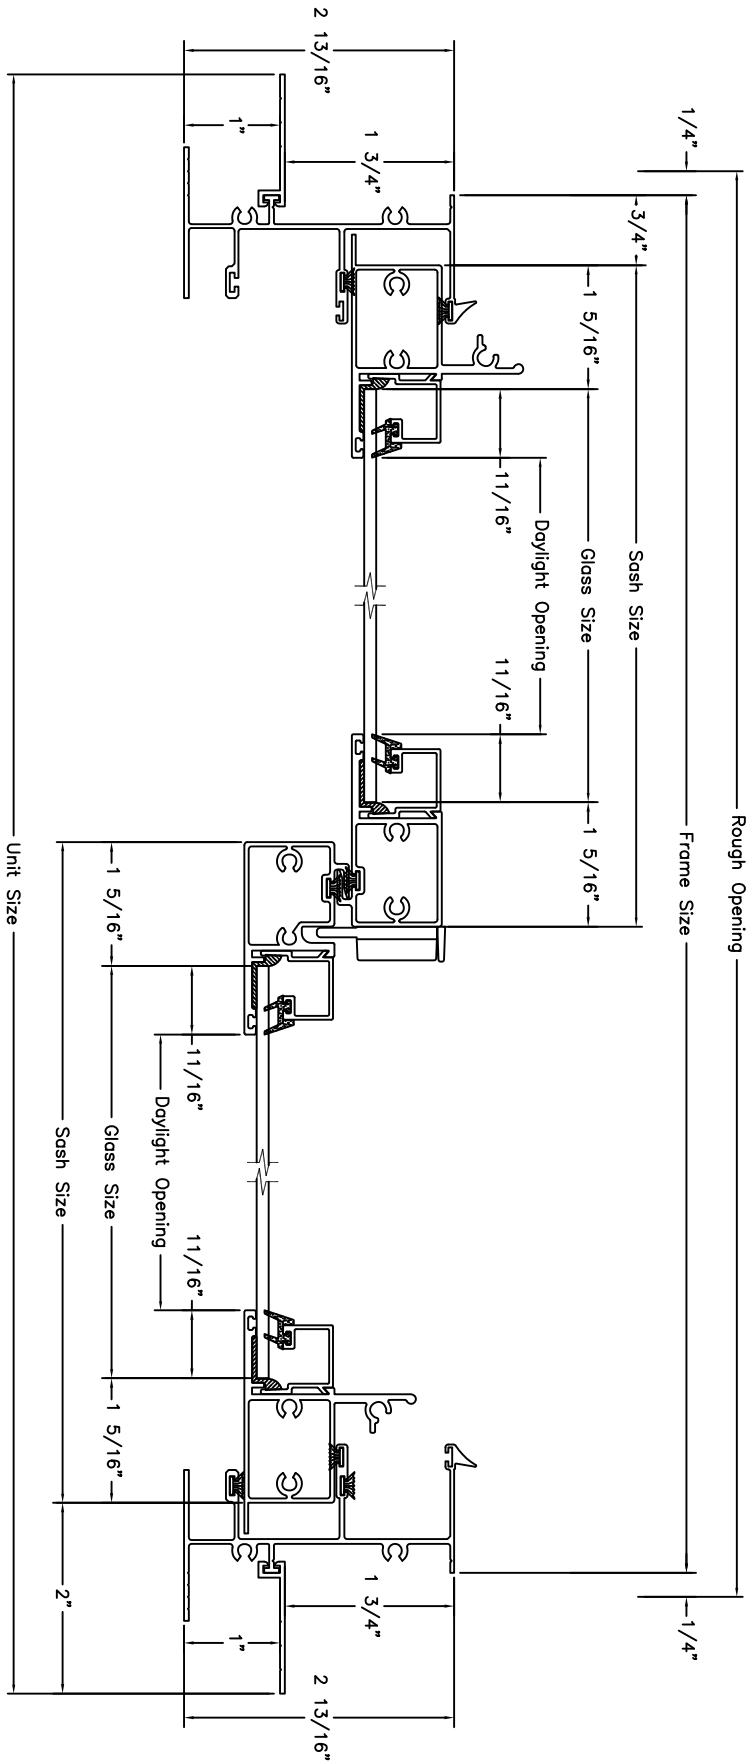 2 13/16"
1"
1 3/4"
1/4"
3/4"
1 5/16"
11/16"
Daylight Opening
Glass Size
Sash Size
11/16"
1 5/16"
Frame Size
Rough Opening
Unit Size
1 5/16"
11/16"
Daylight Opening
Glass Size
Sash Size
11/16"
1 5/16"
2"
1"
1 3/4"
1/4"
2 13/16"